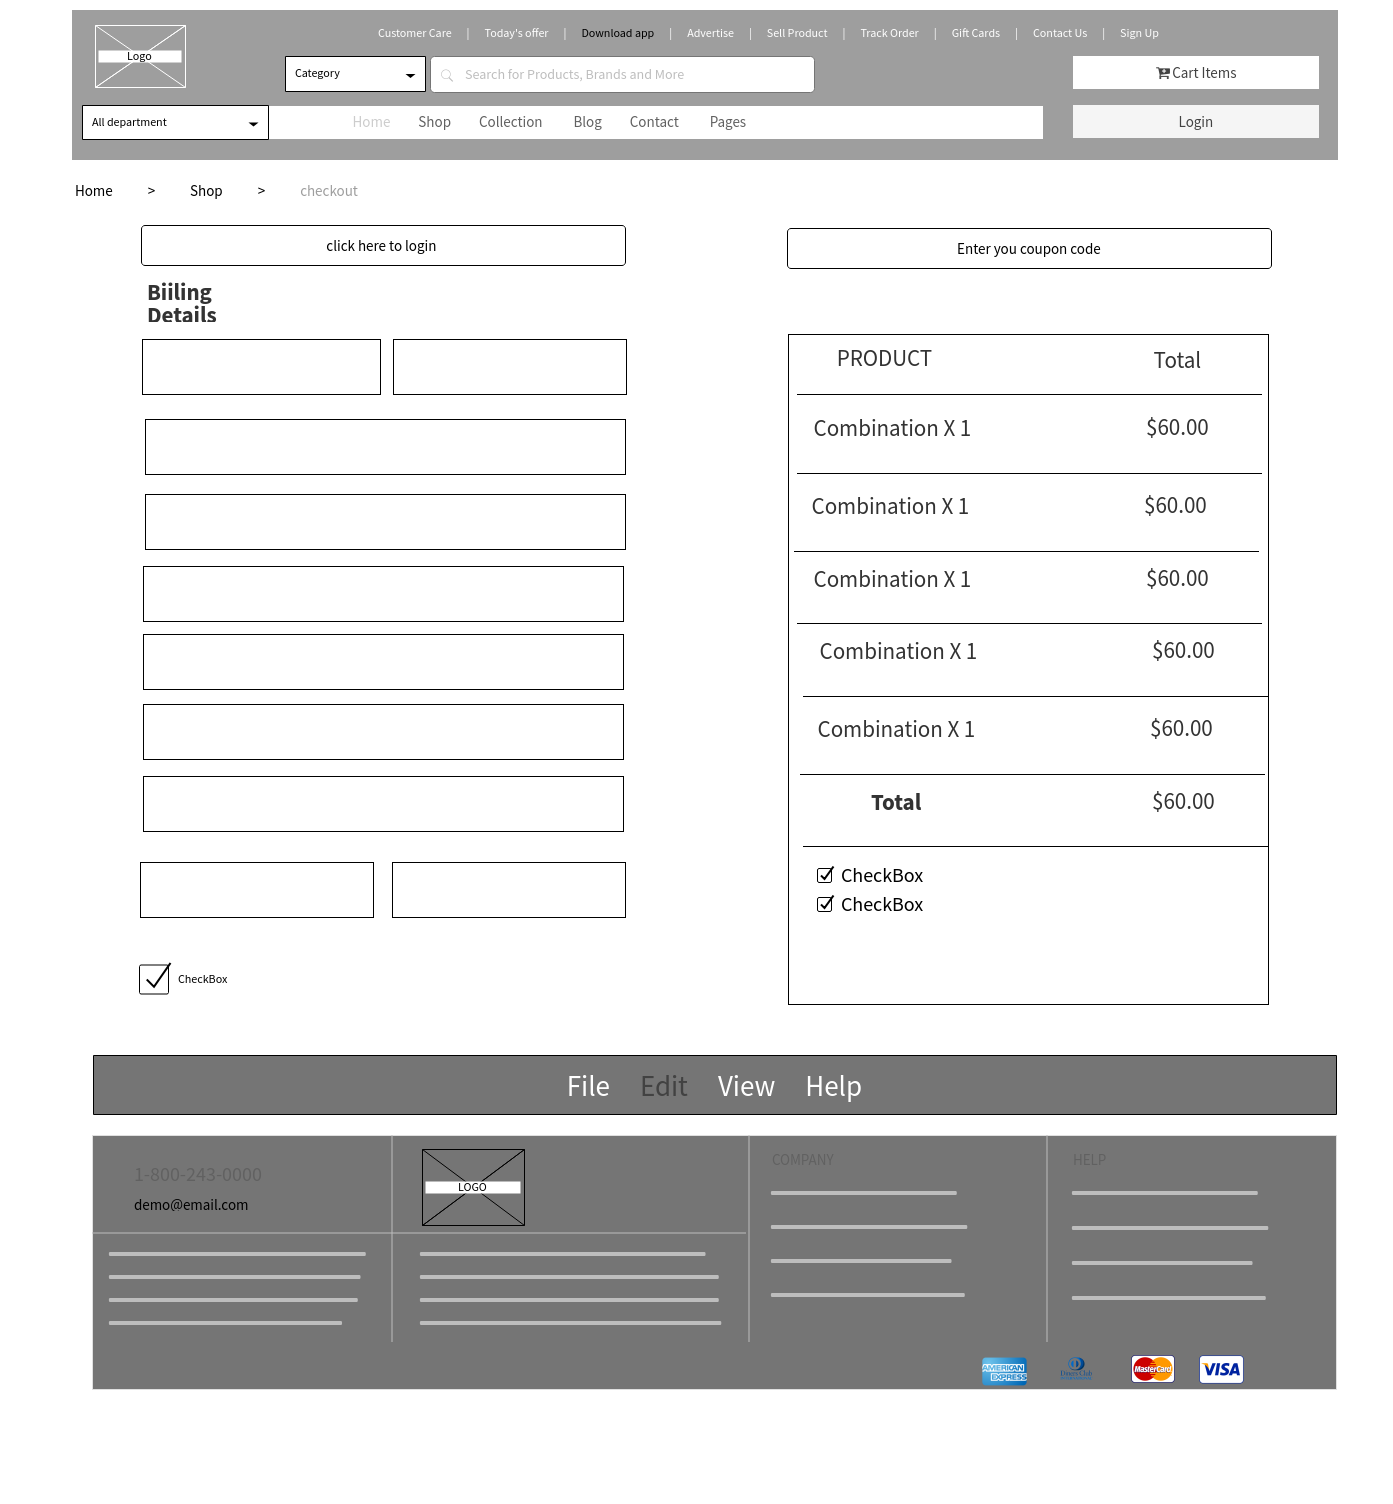 Customer Care | Today's offer | Download app | Advertise | Sell Product | Track Order | Gift Cards | Contact Us | Sign Up
Logo
Category
Search for Products, Brands and More
Cart Items
All department
Home Shop Collection Blog Contact Pages
Login
Home > Shop > checkout
click here to login
Enter you coupon code
Biiling
Details
PRODUCT Total
Combination X 1 $60.00
Combination X 1 $60.00
Combination X 1 $60.00
Combination X 1 $60.00
Combination X 1 $60.00
Total $60.00
CheckBox
CheckBox
CheckBox
File Edit View Help
1-800-243-0000
demo@email.com
LOGO
COMPANY
HELP
AMERICAN
EXPRESS
Diners Club
MasterCard
VISA